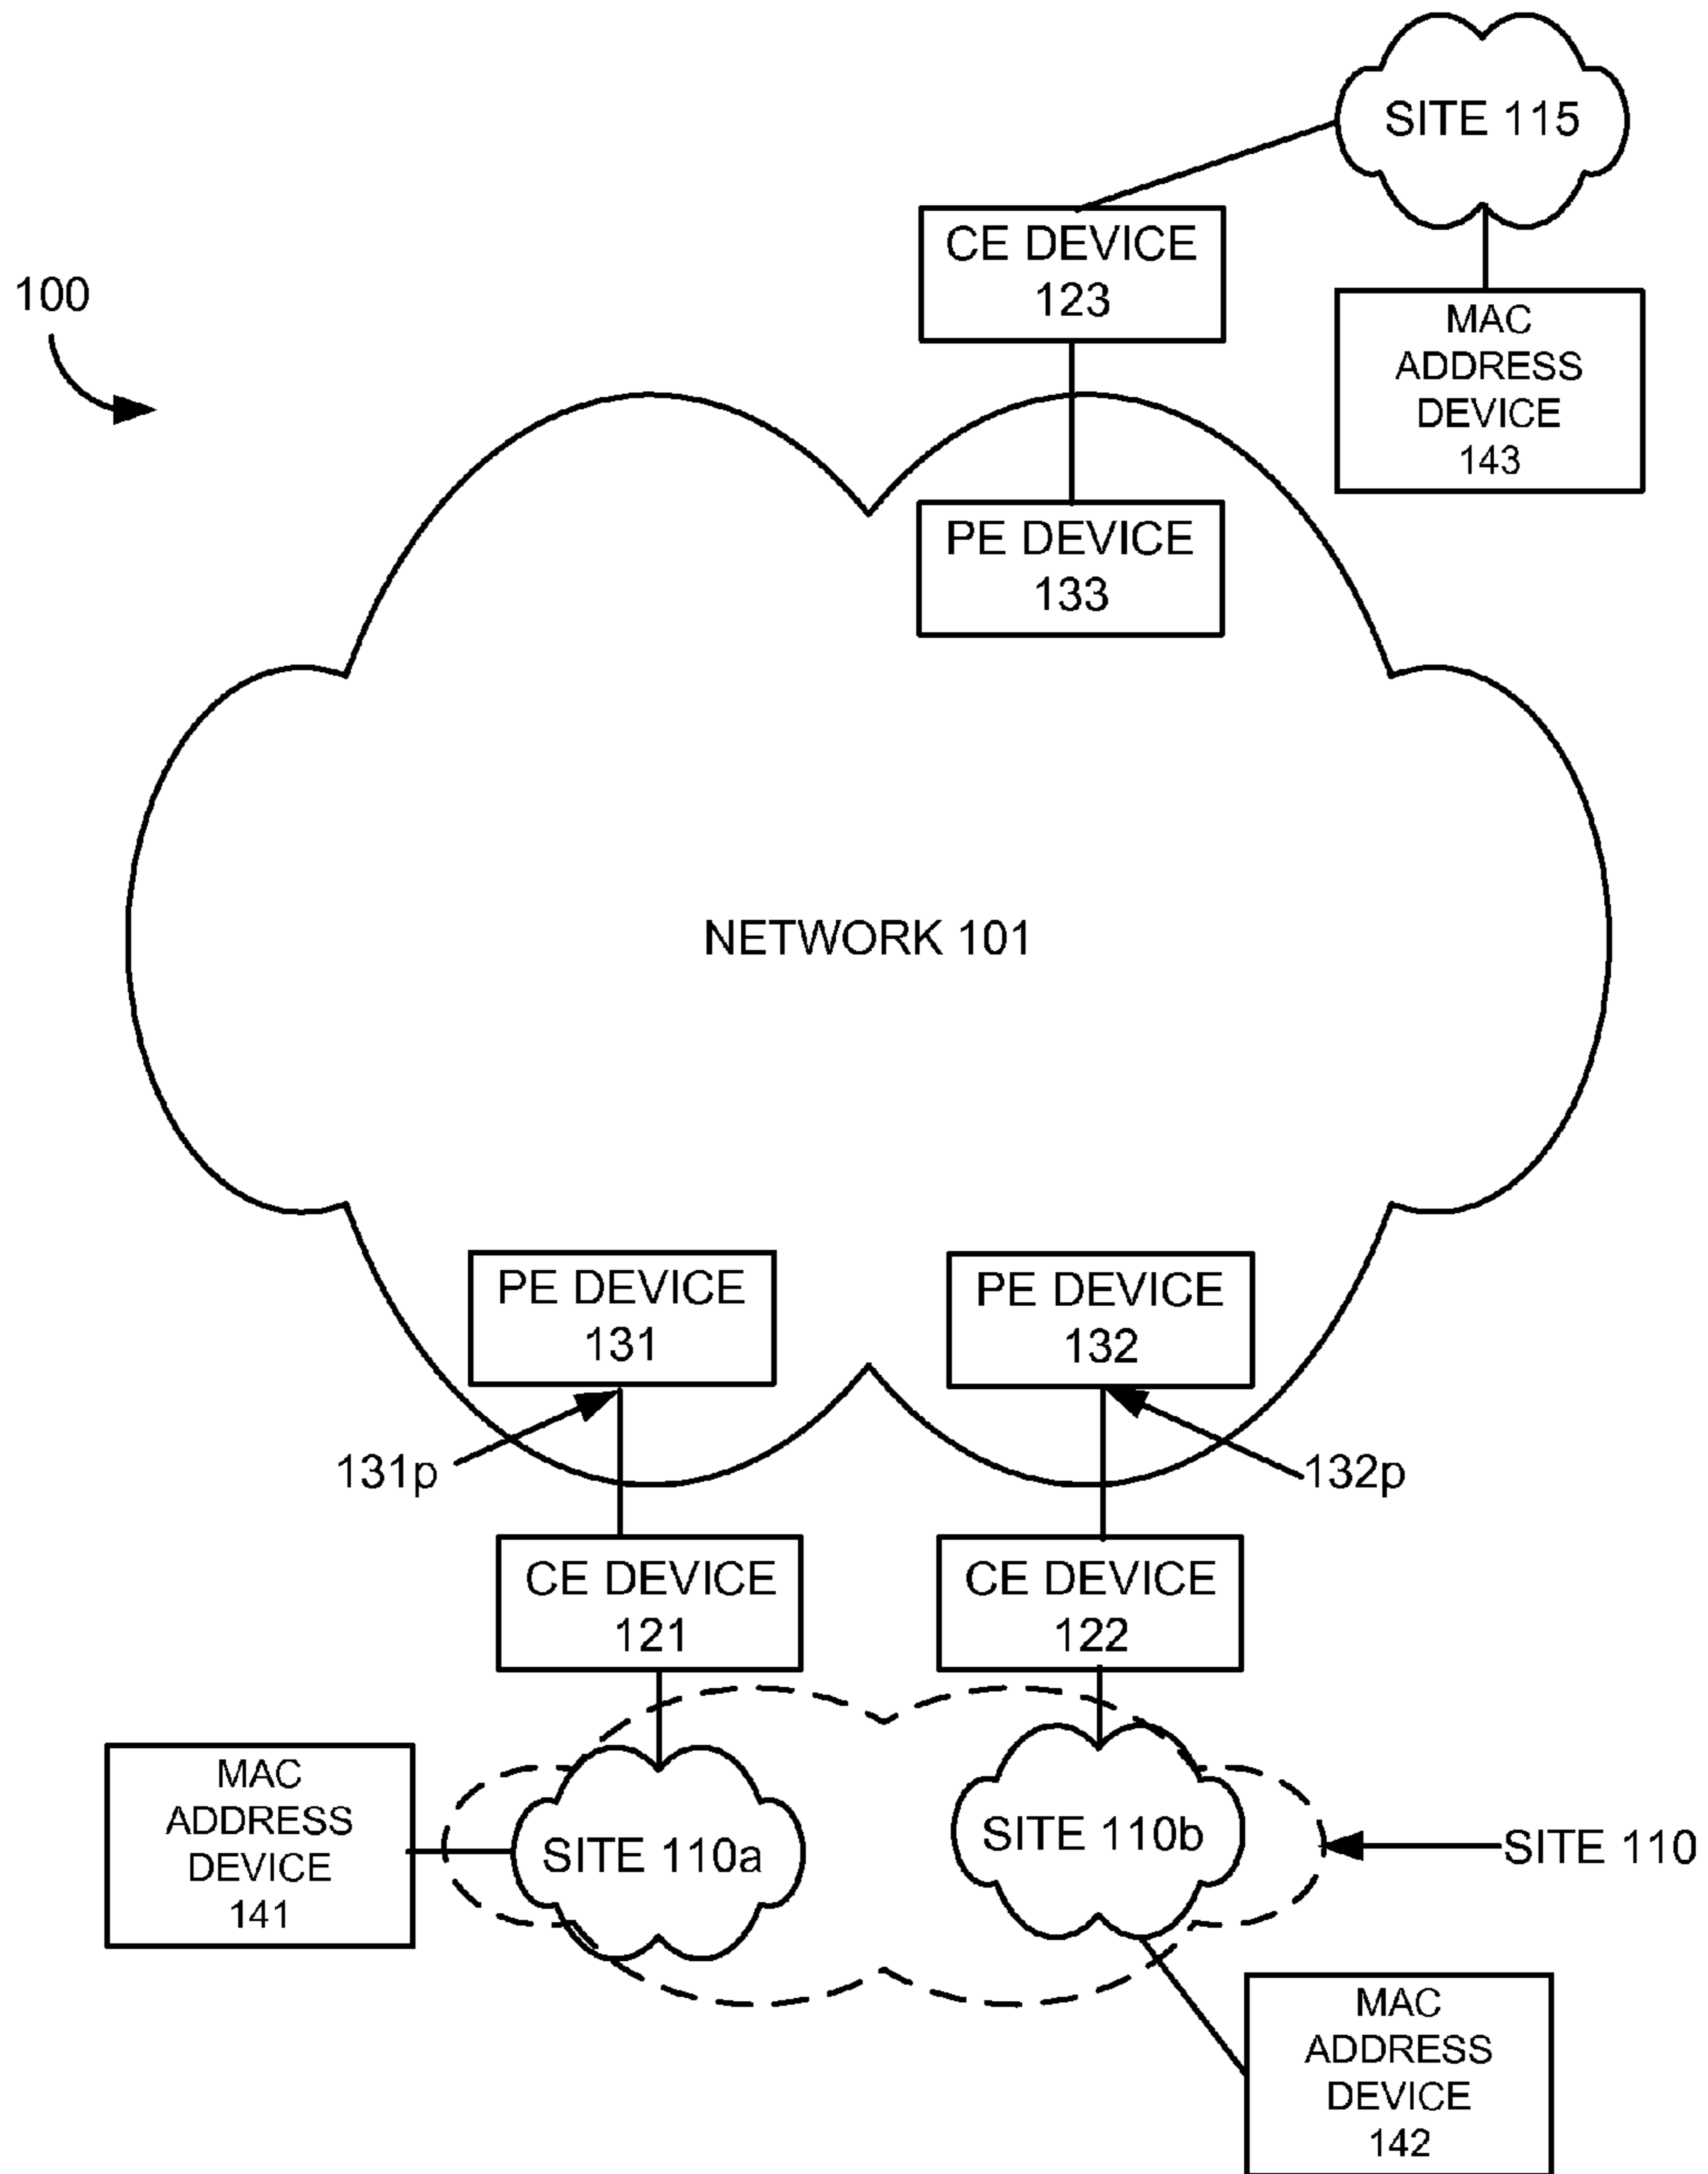 SITE 115
CE DEVICE
123
100
MAC
ADDRESS
DEVICE
143
PE DEVICE
133
NETWORK 101
PE DEVICE
131
PE DEVICE
132
131p
132p
CE DEVICE
121
CE DEVICE
122
MAC
ADDRESS
DEVICE
141
SITE 110a
SITE 110b
SITE 110
MAC
ADDRESS
DEVICE
142